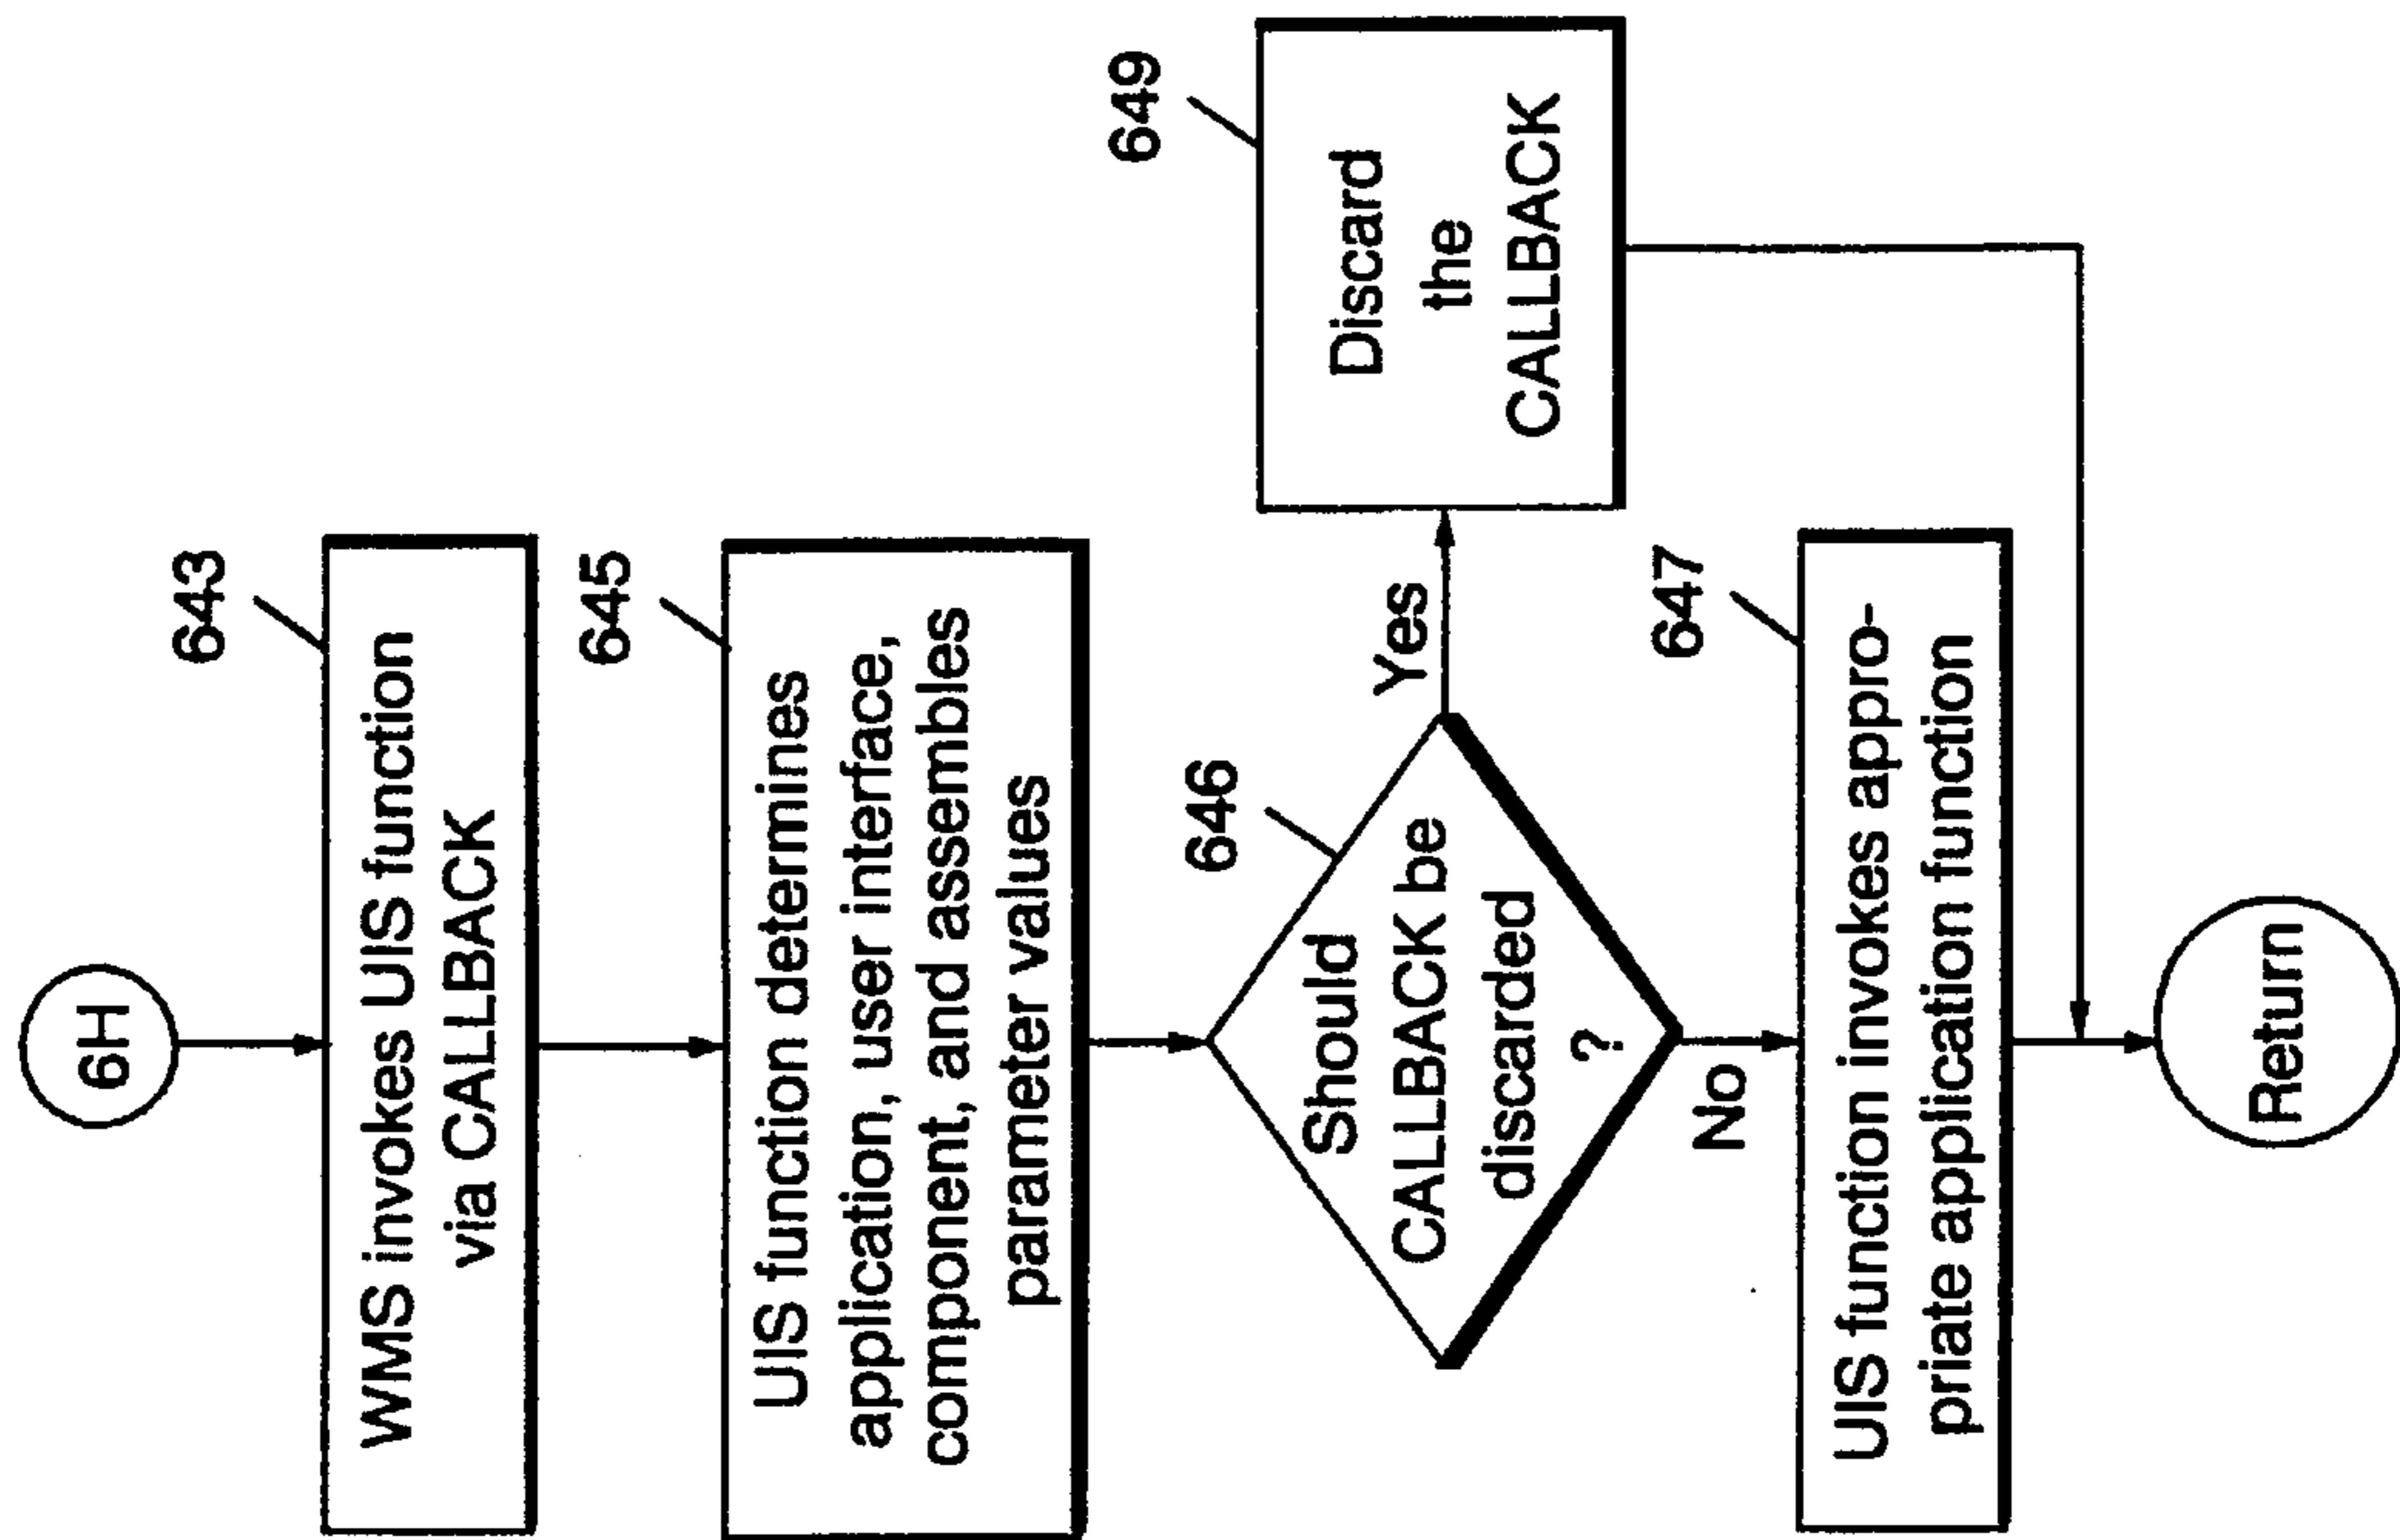 6H
643
WMS invokes UIS function
via CALLBACK
645
UIS function determines
application, user interface,
component, and assembles
parameter values
646
Should
CALLBACK be
discarded
?
Yes
649
Discard
the
CALLBACK
No
647
UIS function invokes appro-
priate application function
Return